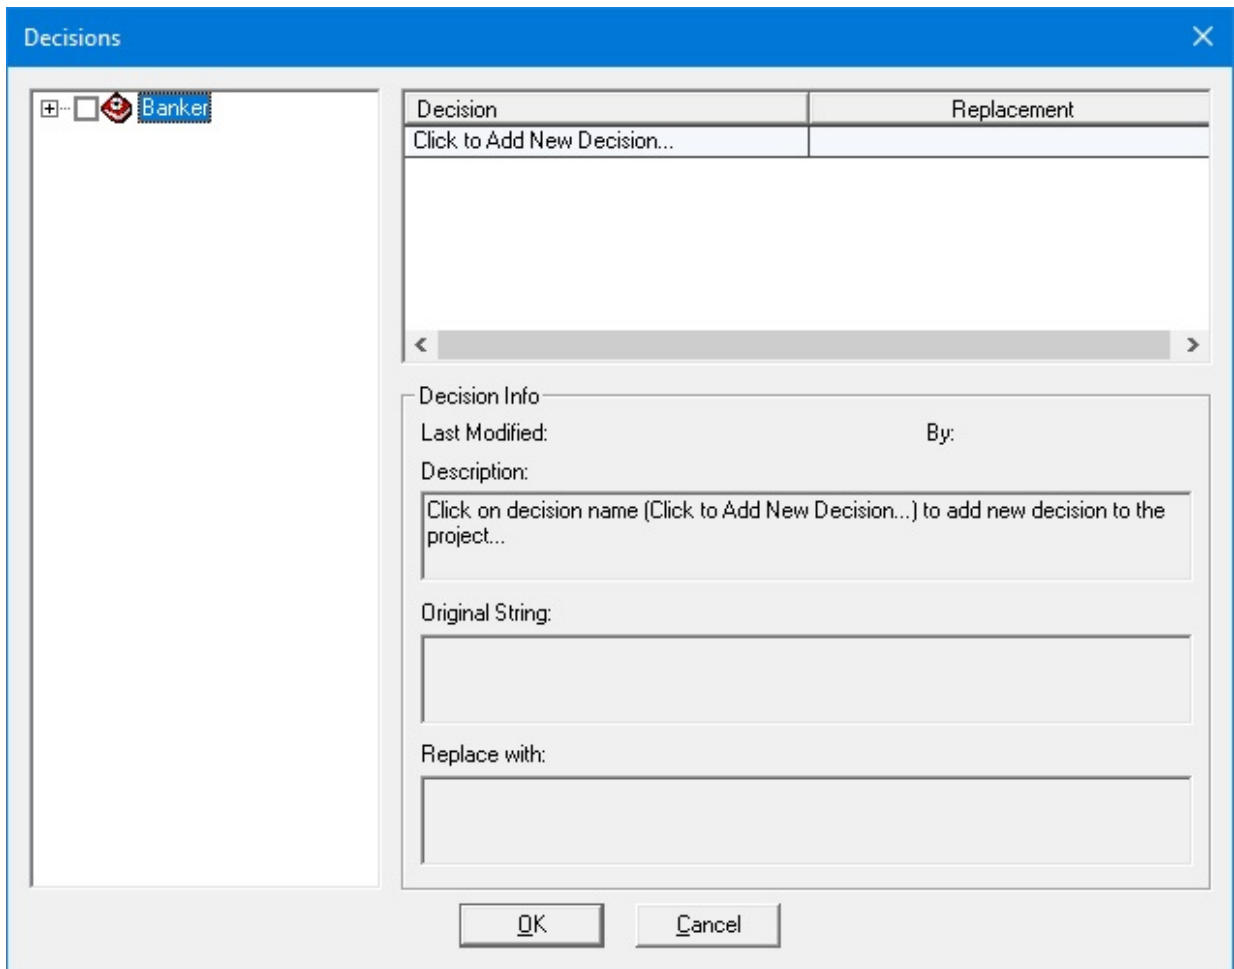 Decisions
Banker
Decision Replacement
Click to Add New Decision...
Decision Info
Last Modified: By:
Description:
Click on decision name (Click to Add New Decision...) to add new decision to the
project...
Original String:
Replace with:
OK Cancel